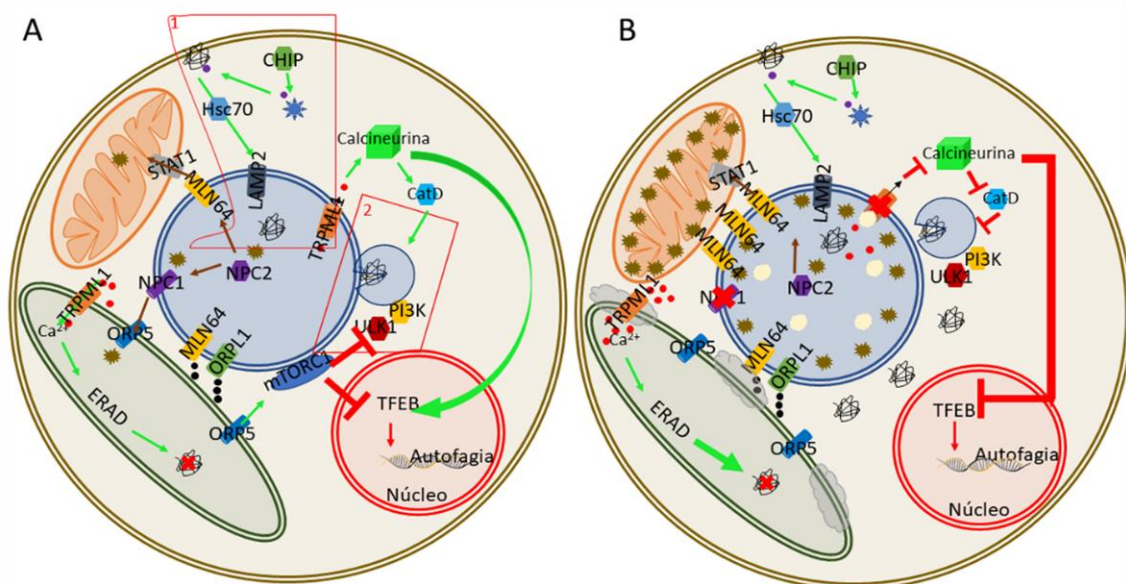 A
1
CHIP
Hsc70
Calcineurina
STAT1
MLN64
LAMP2
CatD
TRPML1
2
NPC1
NPC2
TRPML1
Ca2+
ORP5
PI3K
ULK1
MLN64
ORPL1
mTORC1
ERAD
ORP5
TFEB
Autofagia
Núcleo
B
CHIP
Hsc70
Calcineurina
STAT1
MLN64
LAMP2
CatD
MLN64
MLN64
PI3K
ULK1
NPC2
TRPML1
Ca2+
ORP5
MLN64
ORPL1
ERAD
ORP5
TFEB
Autofagia
Núcleo